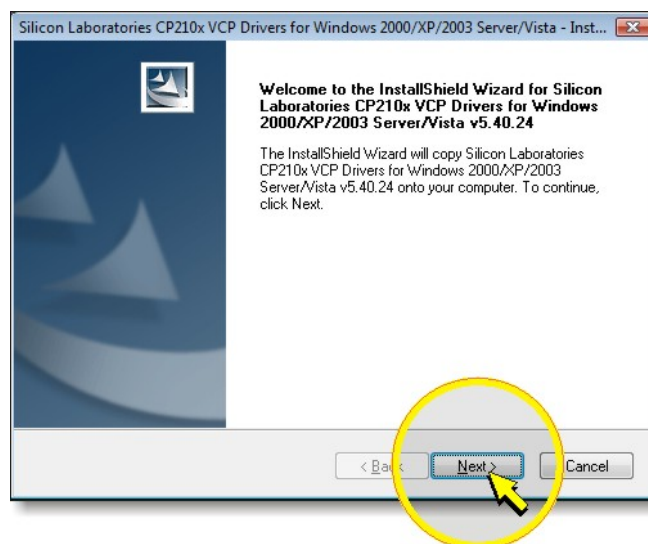 Silicon Laboratories CP210x VCP Drivers for Windows 2000/XP/2003 Server/Vista - Inst...
Welcome to the InstallShield Wizard for Silicon
Laboratories CP210x VCP Drivers for Windows
2000/XP/2003 Server/Vista v5.40.24
The InstallShield Wizard will copy Silicon Laboratories
CP210x VCP Drivers for Windows 2000/XP/2003
Server/Vista v5.40.24 onto your computer. To continue,
click Next.
< Back Next > Cancel